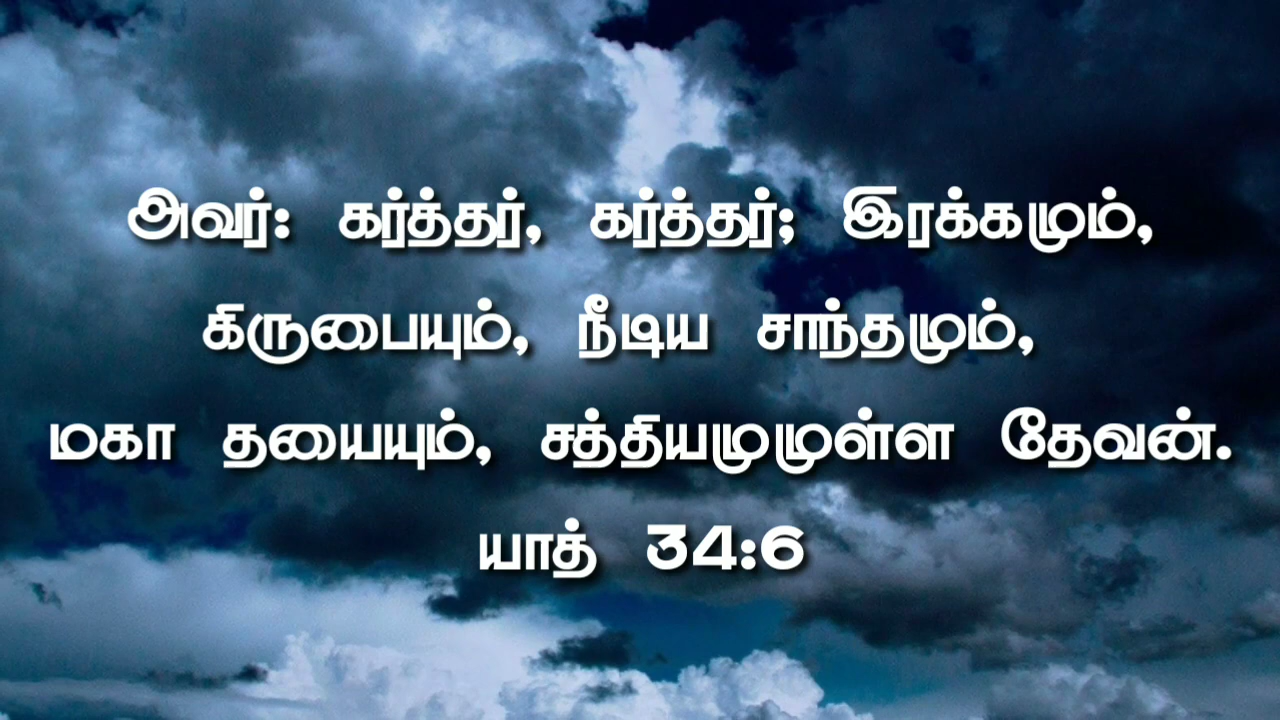 அவர்: கர்த்தர், கர்த்தர்; இரக்கமும்,
கிருபையும், நீடிய சாந்தமும்,
மகா தயையும், சத்தியமுமுள்ள தேவன்.
யாத் 34:6